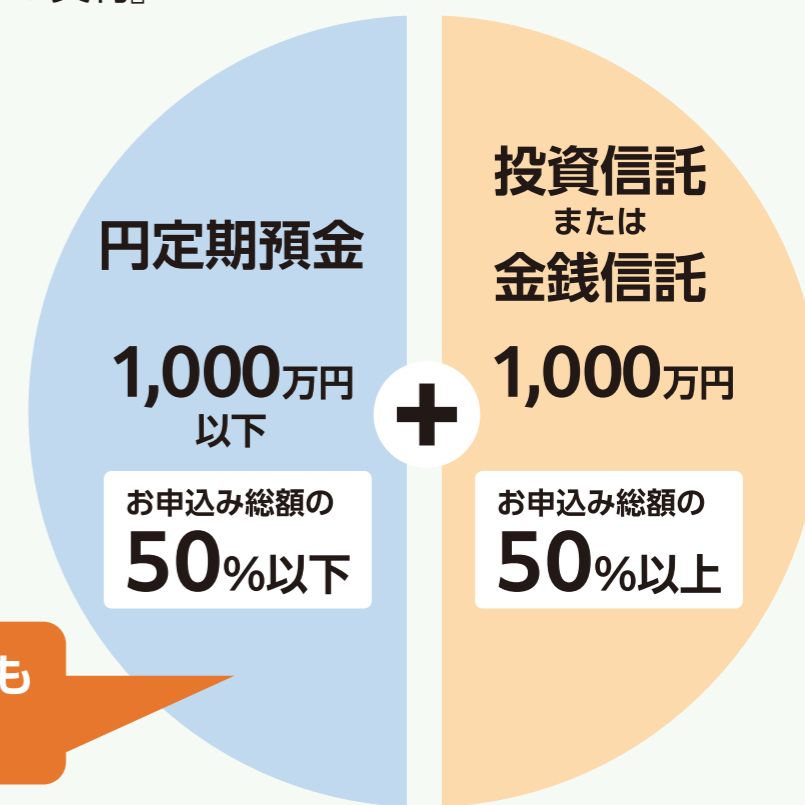 円定期預金
1,000万円
以下
お申込み総額の
50%以下
+
投資信託
または
金銭信託
1,000万円
お申込み総額の
50%以上
も